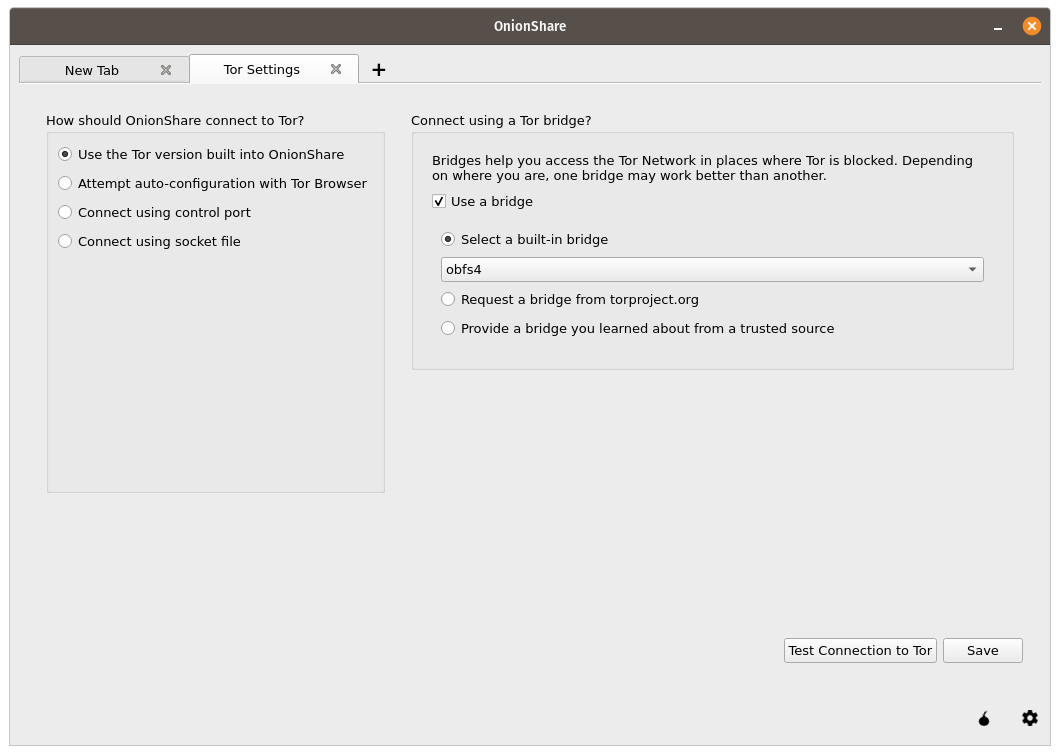 OnionShare
New Tab
Tor Settings
How should OnionShare connect to Tor?
Use the Tor version built into OnionShare
Attempt auto-configuration with Tor Browser
Connect using control port
Connect using socket file
Connect using a Tor bridge?
Bridges help you access the Tor Network in places where Tor is blocked. Depending
on where you are, one bridge may work better than another.
Use a bridge
Select a built-in bridge
obfs4
Request a bridge from torproject.org
Provide a bridge you learned about from a trusted source
Test Connection to Tor
Save